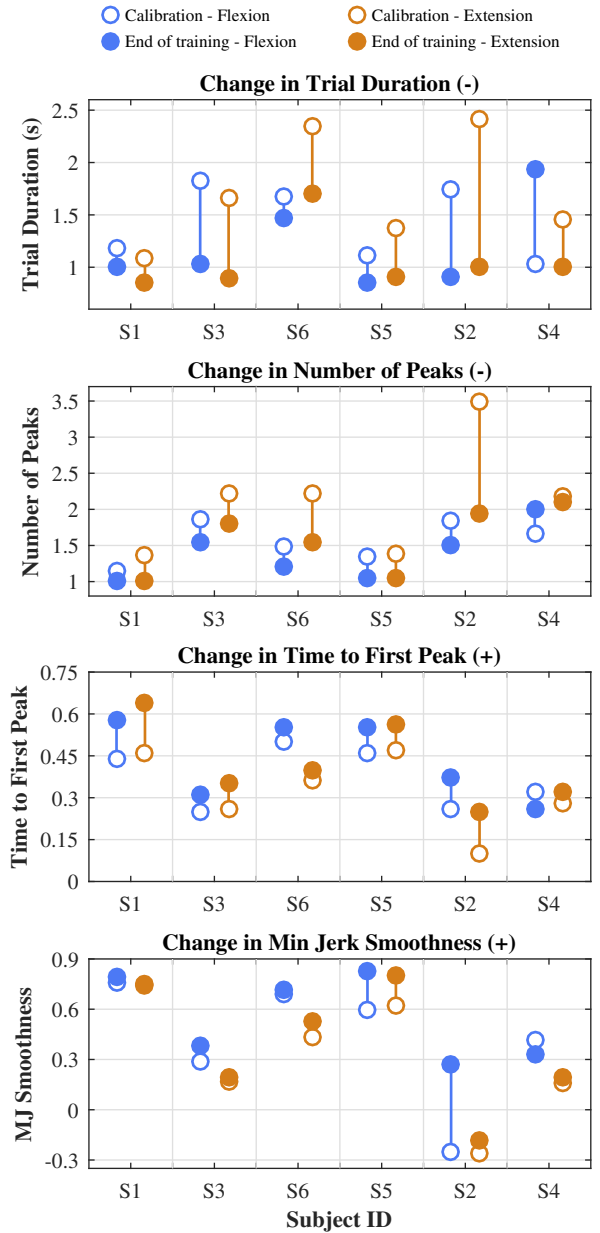 Calibration - Flexion
Calibration - Extension
End of training - Flexion
End of training - Extension
Change in Trial Duration (-)
Trial Duration (s)
2.5
2
1.5
1
S1 S3 S6 S5 S2 S4
Change in Number of Peaks (-)
Number of Peaks
3.5
3
2.5
2
1.5
1
S1 S3 S6 S5 S2 S4
Change in Time to First Peak (+)
Time to First Peak
0.75
0.6
0.45
0.3
0.15
0
S1 S3 S6 S5 S2 S4
Change in Min Jerk Smoothness (+)
MJ Smoothness
0.9
0.6
0.3
0
-0.3
S1 S3 S6 S5 S2 S4
Subject ID